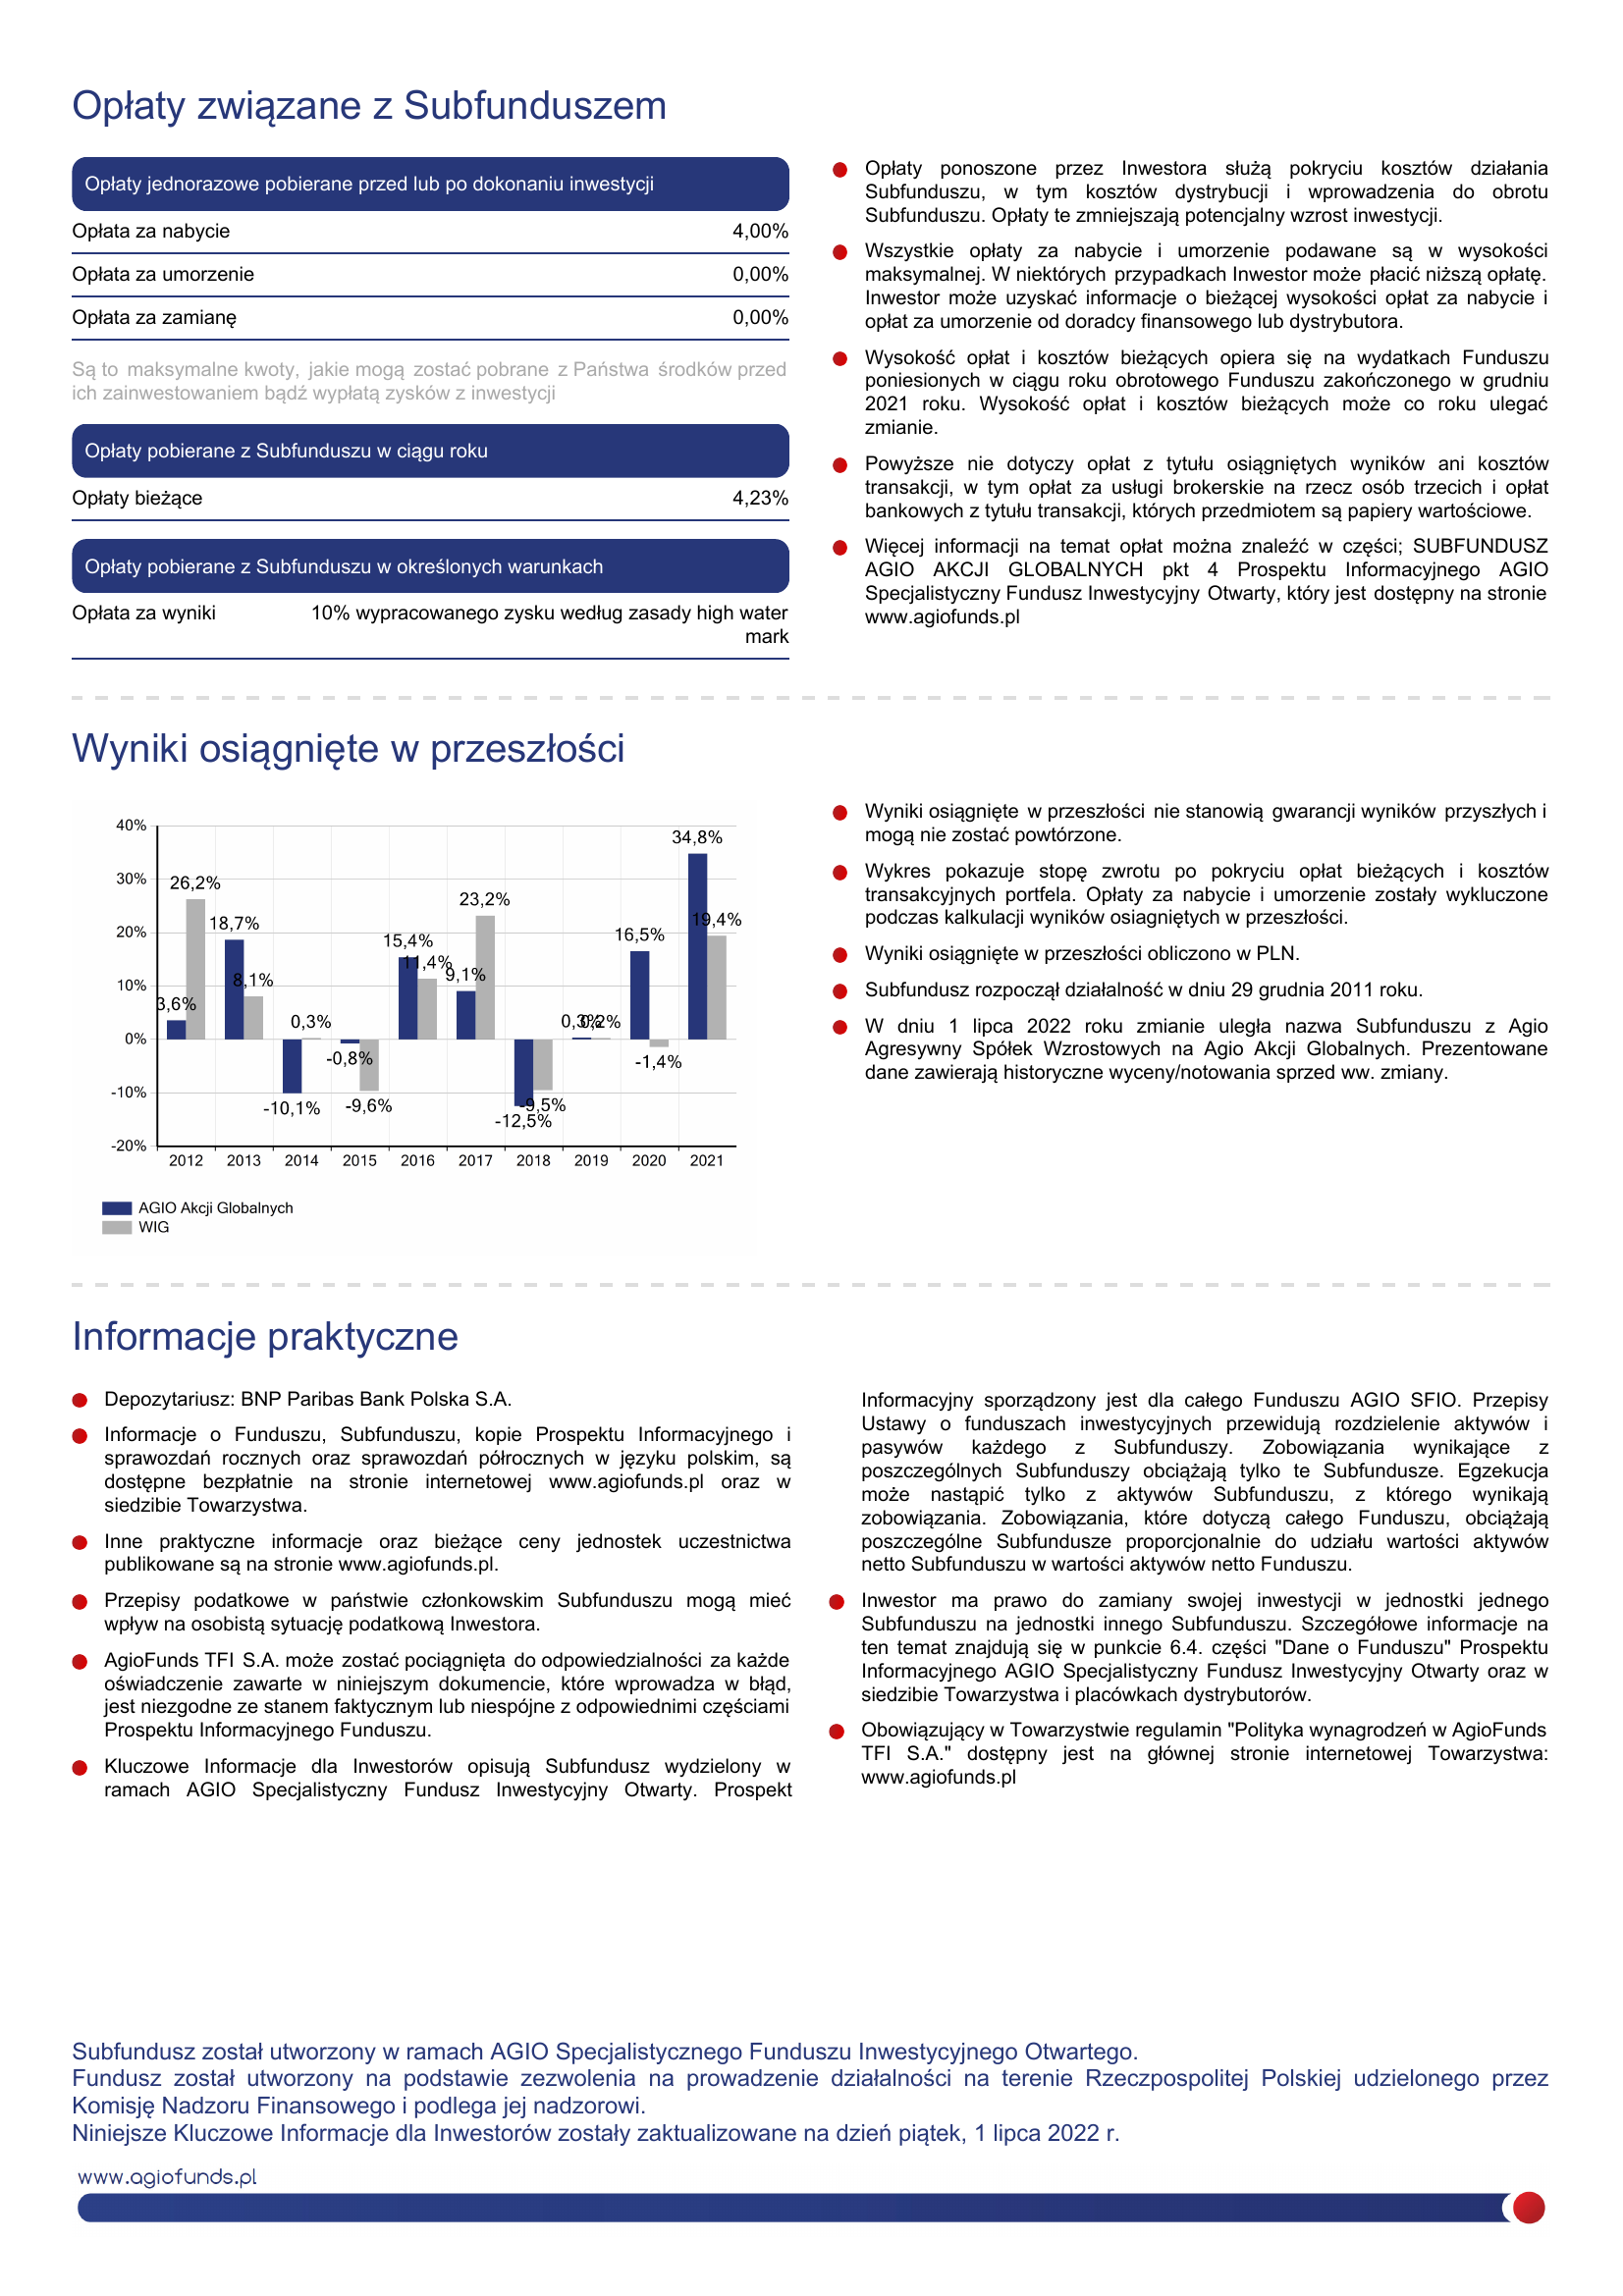 Opłaty związane z Subfunduszem
Opłaty jednorazowe pobierane przed lub po dokonaniu inwestycji
Opłata za nabycie 4,00%
Opłata za umorzenie 0,00%
Opłata za zamianę 0,00%
Są to maksymalne kwoty, jakie mogą zostać pobrane z Państwa środków przed
ich zainwestowaniem bądź wypłatą zysków z inwestycji
Opłaty pobierane z Subfunduszu w ciągu roku
Opłaty bieżące 4,23%
Opłaty pobierane z Subfunduszu w określonych warunkach
Opłata za wyniki 10% wypracowanego zysku według zasady high water
mark
Opłaty ponoszone przez Inwestora służą pokryciu kosztów działania
Subfunduszu, w tym kosztów dystrybucji i wprowadzenia do obrotu
Subfunduszu. Opłaty te zmniejszają potencjalny wzrost inwestycji.
Wszystkie opłaty za nabycie i umorzenie podawane są w wysokości
maksymalnej. W niektórych przypadkach Inwestor może płacić niższą opłatę.
Inwestor może uzyskać informacje o bieżącej wysokości opłat za nabycie i
opłat za umorzenie od doradcy finansowego lub dystrybutora.
Wysokość opłat i kosztów bieżących opiera się na wydatkach Funduszu
poniesionych w ciągu roku obrotowego Funduszu zakończonego w grudniu
2021 roku. Wysokość opłat i kosztów bieżących może co roku ulegać
zmianie.
Powyższe nie dotyczy opłat z tytułu osiągniętych wyników ani kosztów
transakcji, w tym opłat za usługi brokerskie na rzecz osób trzecich i opłat
bankowych z tytułu transakcji, których przedmiotem są papiery wartościowe.
Więcej informacji na temat opłat można znaleźć w części; SUBFUNDUSZ
AGIO AKCJI GLOBALNYCH pkt 4 Prospektu Informacyjnego AGIO
Specjalistyczny Fundusz Inwestycyjny Otwarty, który jest dostępny na stronie
www.agiofunds.pl
Wyniki osiągnięte w przeszłości
40%
30%
20%
10%
0%
-10%
-20%
3,6%
26,2%
18,7%
8,1%
-10,1%
0,3%
-0,8%
-9,6%
15,4%
11,4%
9,1%
23,2%
-12,5%
-9,5%
0,3%
0,2%
16,5%
-1,4%
34,8%
19,4%
2012 2013 2014 2015 2016 2017 2018 2019 2020 2021
AGIO Akcji Globalnych
WIG
Wyniki osiągnięte w przeszłości nie stanowią gwarancji wyników przyszłych i
mogą nie zostać powtórzone.
Wykres pokazuje stopę zwrotu po pokryciu opłat bieżących i kosztów
transakcyjnych portfela. Opłaty za nabycie i umorzenie zostały wykluczone
podczas kalkulacji wyników osiagniętych w przeszłości.
Wyniki osiągnięte w przeszłości obliczono w PLN.
Subfundusz rozpoczął działalność w dniu 29 grudnia 2011 roku.
W dniu 1 lipca 2022 roku zmianie uległa nazwa Subfunduszu z Agio
Agresywny Spółek Wzrostowych na Agio Akcji Globalnych. Prezentowane
dane zawierają historyczne wyceny/notowania sprzed ww. zmiany.
Informacje praktyczne
Depozytariusz: BNP Paribas Bank Polska S.A.
Informacje o Funduszu, Subfunduszu, kopie Prospektu Informacyjnego i
sprawozdań rocznych oraz sprawozdań półrocznych w języku polskim, są
dostępne bezpłatnie na stronie internetowej www.agiofunds.pl oraz w
siedzibie Towarzystwa.
Inne praktyczne informacje oraz bieżące ceny jednostek uczestnictwa
publikowane są na stronie www.agiofunds.pl.
Przepisy podatkowe w państwie członkowskim Subfunduszu mogą mieć
wpływ na osobistą sytuację podatkową Inwestora.
AgioFunds TFI S.A. może zostać pociągnięta do odpowiedzialności za każde
oświadczenie zawarte w niniejszym dokumencie, które wprowadza w błąd,
jest niezgodne ze stanem faktycznym lub niespójne z odpowiednimi częściami
Prospektu Informacyjnego Funduszu.
Kluczowe Informacje dla Inwestorów opisują Subfundusz wydzielony w
ramach AGIO Specjalistyczny Fundusz Inwestycyjny Otwarty. Prospekt
Informacyjny sporządzony jest dla całego Funduszu AGIO SFIO. Przepisy
Ustawy o funduszach inwestycyjnych przewidują rozdzielenie aktywów i
pasywów każdego z Subfunduszy. Zobowiązania wynikające z
poszczególnych Subfunduszy obciążają tylko te Subfundusze. Egzekucja
może nastąpić tylko z aktywów Subfunduszu, z którego wynikają
zobowiązania. Zobowiązania, które dotyczą całego Funduszu, obciążają
poszczególne Subfundusze proporcjonalnie do udziału wartości aktywów
netto Subfunduszu w wartości aktywów netto Funduszu.
Inwestor ma prawo do zamiany swojej inwestycji w jednostki jednego
Subfunduszu na jednostki innego Subfunduszu. Szczegółowe informacje na
ten temat znajdują się w punkcie 6.4. części "Dane o Funduszu" Prospektu
Informacyjnego AGIO Specjalistyczny Fundusz Inwestycyjny Otwarty oraz w
siedzibie Towarzystwa i placówkach dystrybutorów.
Obowiązujący w Towarzystwie regulamin "Polityka wynagrodzeń w AgioFunds
TFI S.A." dostępny jest na głównej stronie internetowej Towarzystwa:
www.agiofunds.pl
Subfundusz został utworzony w ramach AGIO Specjalistycznego Funduszu Inwestycyjnego Otwartego.
Fundusz został utworzony na podstawie zezwolenia na prowadzenie działalności na terenie Rzeczpospolitej Polskiej udzielonego przez
Komisję Nadzoru Finansowego i podlega jej nadzorowi.
Niniejsze Kluczowe Informacje dla Inwestorów zostały zaktualizowane na dzień piątek, 1 lipca 2022 r.
www.agiofunds.pl